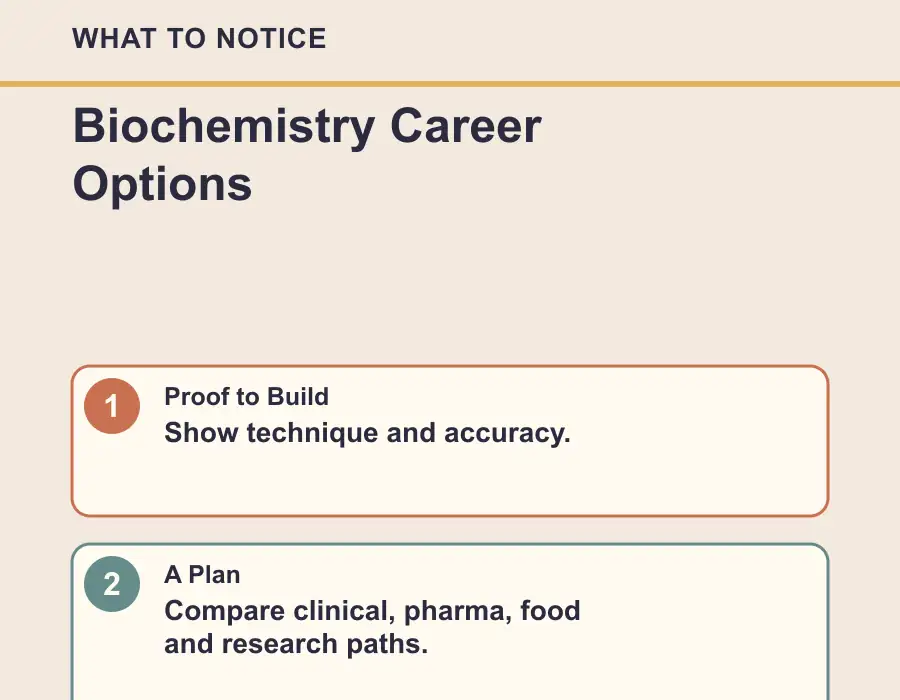 WHAT TO NOTICE
Biochemistry Career
Options
1
Proof to Build
Show technique and accuracy.
2
A Plan
Compare clinical, pharma, food
and research paths.